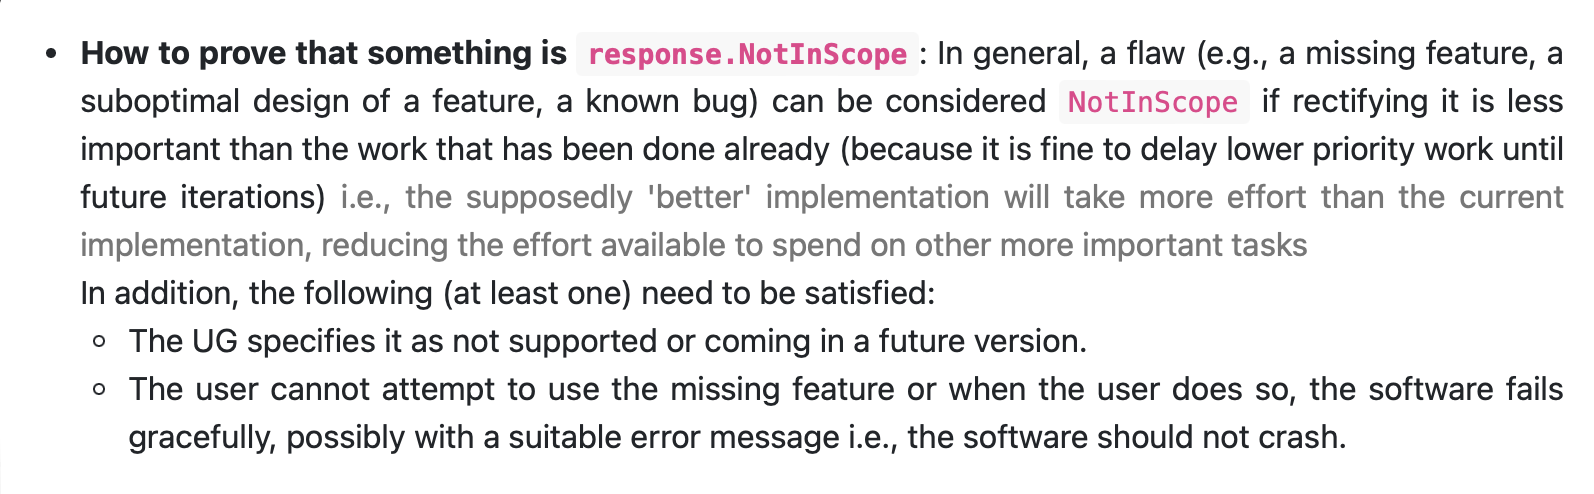 • How to prove that something is response.NotInScope: In general, a flaw (e.g., a missing feature, a
suboptimal design of a feature, a known bug) can be considered NotInScope if rectifying it is less
important than the work that has been done already (because it is fine to delay lower priority work until
future iterations) i.e., the supposedly 'better' implementation will take more effort than the current
implementation, reducing the effort available to spend on other more important tasks
In addition, the following (at least one) need to be satisfied:
◦ The UG specifies it as not supported or coming in a future version.
◦ The user cannot attempt to use the missing feature or when the user does so, the software fails
gracefully, possibly with a suitable error message i.e., the software should not crash.